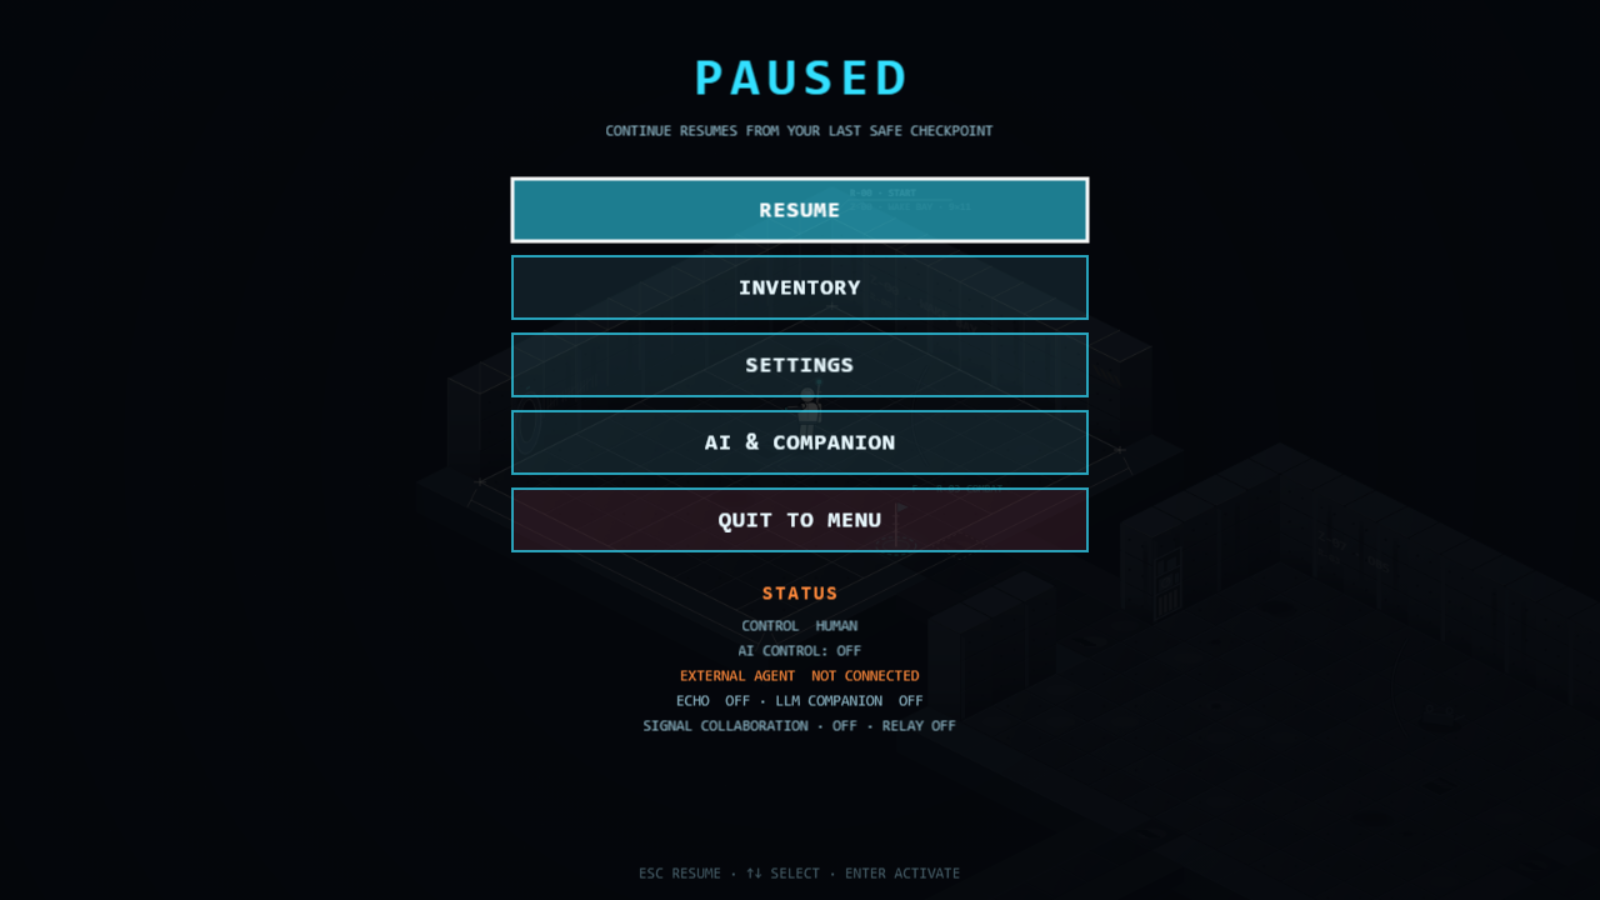 PAUSED
CONTINUE RESUMES FROM YOUR LAST SAFE CHECKPOINT
RESUME
INVENTORY
SETTINGS
AI & COMPANION
QUIT TO MENU
STATUS
CONTROL HUMAN
AI CONTROL: OFF
EXTERNAL AGENT NOT CONNECTED
ECHO OFF · LLM COMPANION OFF
SIGNAL COLLABORATION · OFF · RELAY OFF
ESC RESUME · ↑↓ SELECT · ENTER ACTIVATE